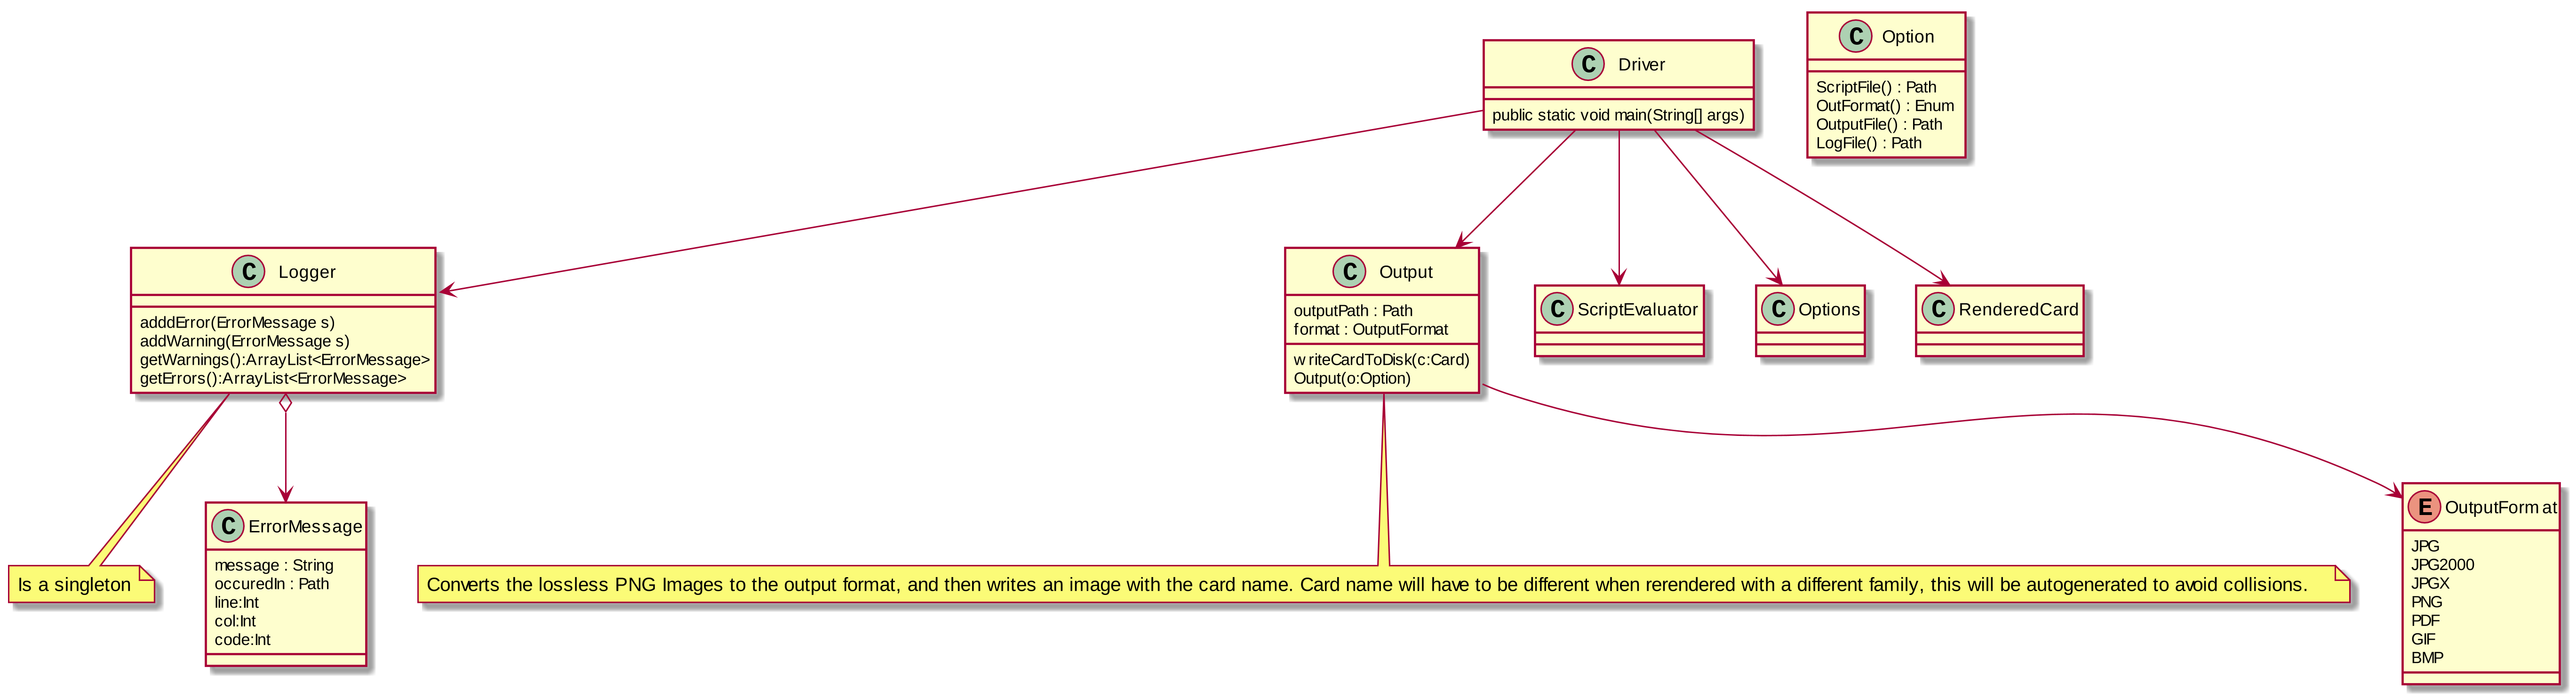 C Driver
public static void main(String[] args)
C Option
ScriptFile() : Path
OutFormat() : Enum
OutputFile() : Path
LogFile() : Path
C Logger
adddError(ErrorMessage s)
addWarning(ErrorMessage s)
getWarnings():ArrayList<ErrorMessage>
getErrors():ArrayList<ErrorMessage>
C Output
outputPath : Path
format : OutputFormat
writeCardToDisk(c:Card)
Output(o:Option)
C ScriptEvaluator
C Options
C RenderedCard
Is a singleton
C ErrorMessage
message : String
occuredIn : Path
line:Int
col:Int
code:Int
Converts the lossless PNG Images to the output format, and then writes an image with the card name. Card name will have to be different when rerendered with a different family, this will be autogenerated to avoid collisions.
E OutputFormat
JPG
JPG2000
JPGX
PNG
PDF
GIF
BMP